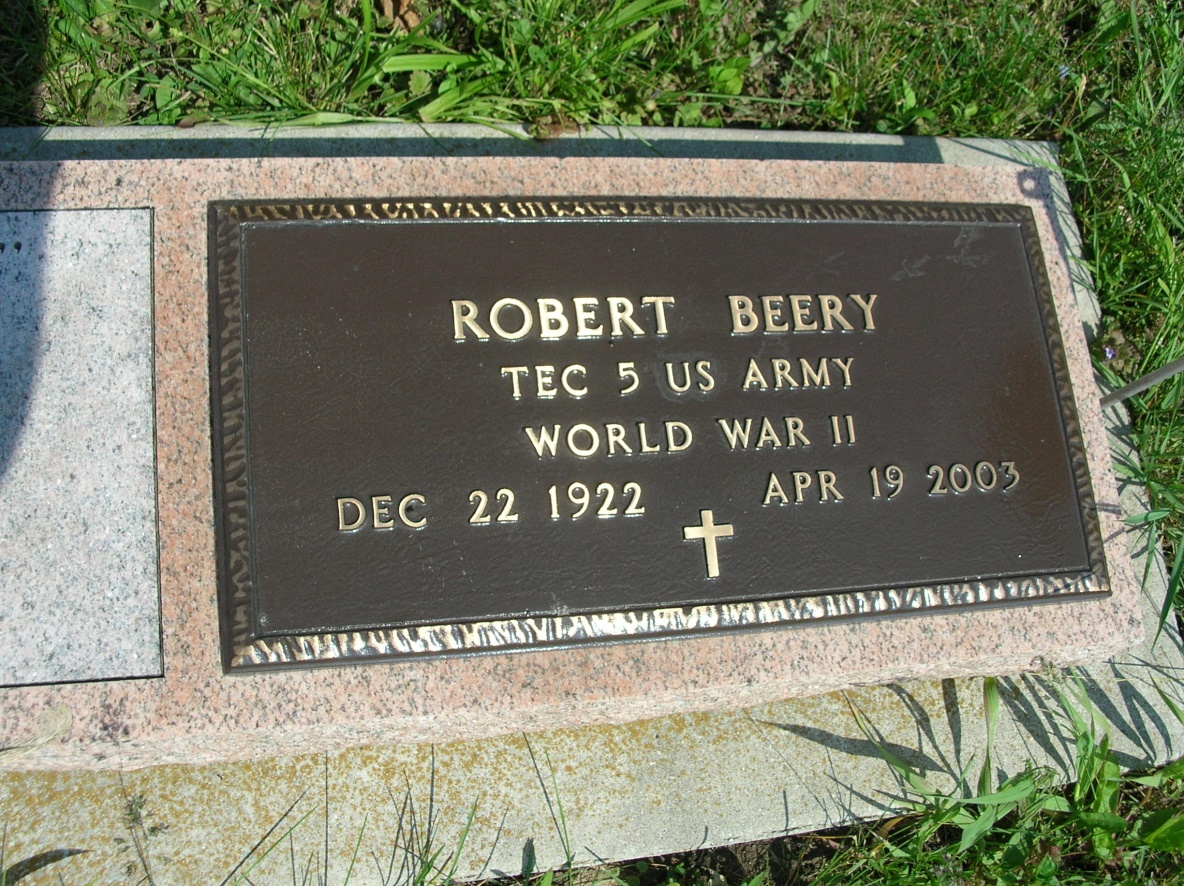 ROBERT BEERY
TEC 5 US ARMY
WORLD WAR II
DEC 22 1922 APR 19 2003